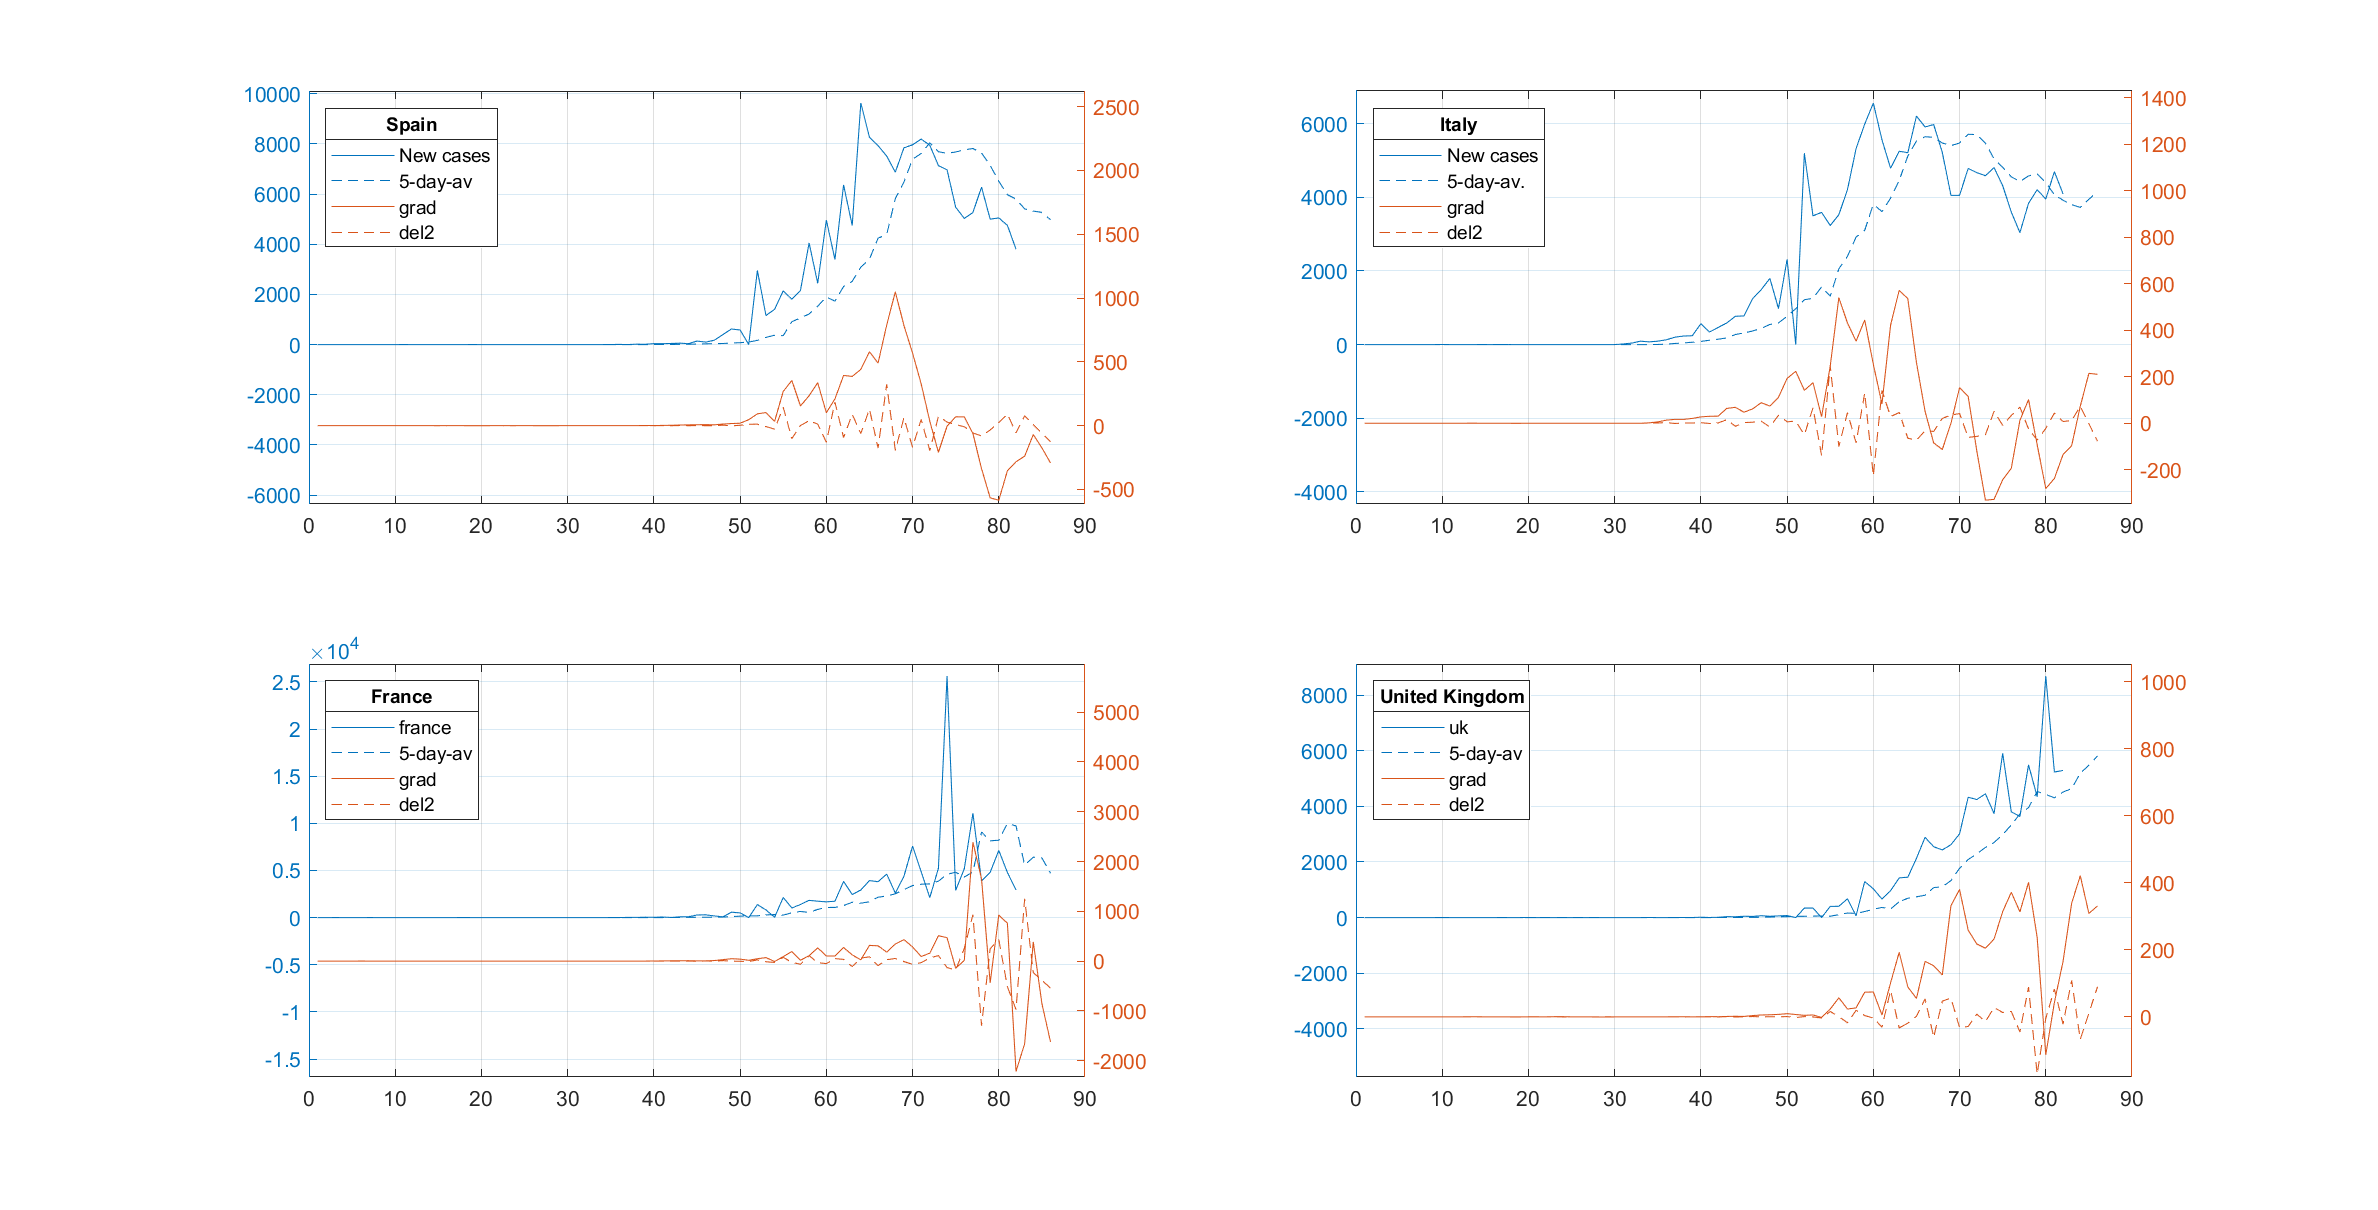 Spain
New cases
5-day-av
grad
del2
10000
8000
6000
4000
2000
0
-2000
-4000
-6000
2500
2000
1500
1000
500
0
-500
0 10 20 30 40 50 60 70 80 90
Italy
New cases
5-day-av.
grad
del2
6000
4000
2000
0
-2000
-4000
1400
1200
1000
800
600
400
200
0
-200
0 10 20 30 40 50 60 70 80 90
×10^4
France
france
5-day-av
grad
del2
2.5
2
1.5
1
0.5
0
-0.5
-1
-1.5
5000
4000
3000
2000
1000
0
-1000
-2000
0 10 20 30 40 50 60 70 80 90
United Kingdom
uk
5-day-av
grad
del2
8000
6000
4000
2000
0
-2000
-4000
1000
800
600
400
200
0
0 10 20 30 40 50 60 70 80 90